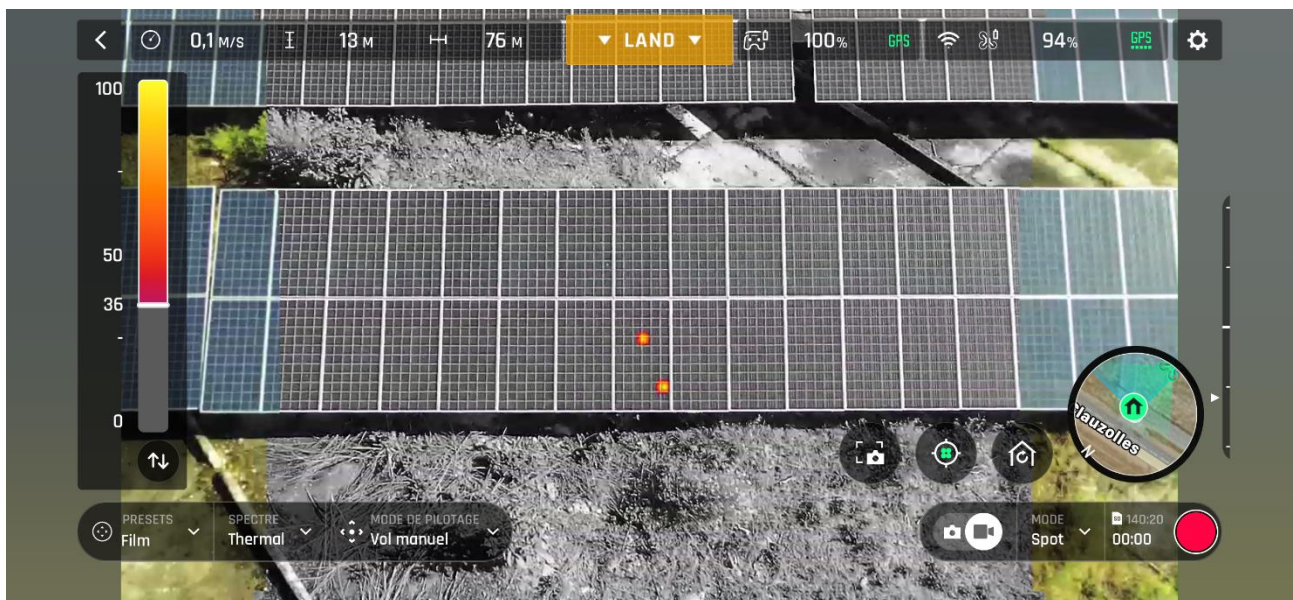 0,1 M/S
13 M
76 M
LAND
100%
GPS
94%
GPS
100
50
36
0
Clauzolles
N
PRESETS
Film
SPECTRE
Thermal
MODE DE PILOTAGE
Vol manuel
MODE
Spot
140:20
00:00